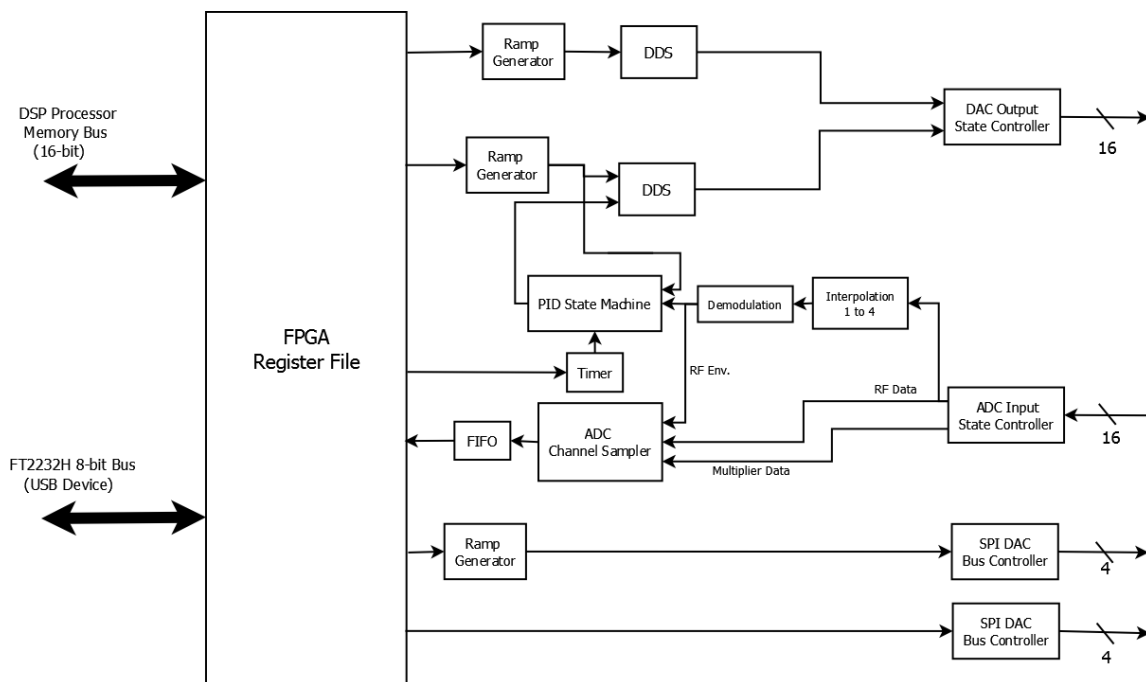 Ramp
Generator
DDS
DSP Processor
Memory Bus
(16-bit)
DAC Output
State Controller
16
Ramp
Generator
DDS
PID State Machine
Demodulation
Interpolation
1 to 4
FPGA
Register File
Timer
RF Env.
RF Data
ADC Input
State Controller
16
FIFO
ADC
Channel Sampler
Multiplier Data
FT2232H 8-bit Bus
(USB Device)
Ramp
Generator
SPI DAC
Bus Controller
4
SPI DAC
Bus Controller
4